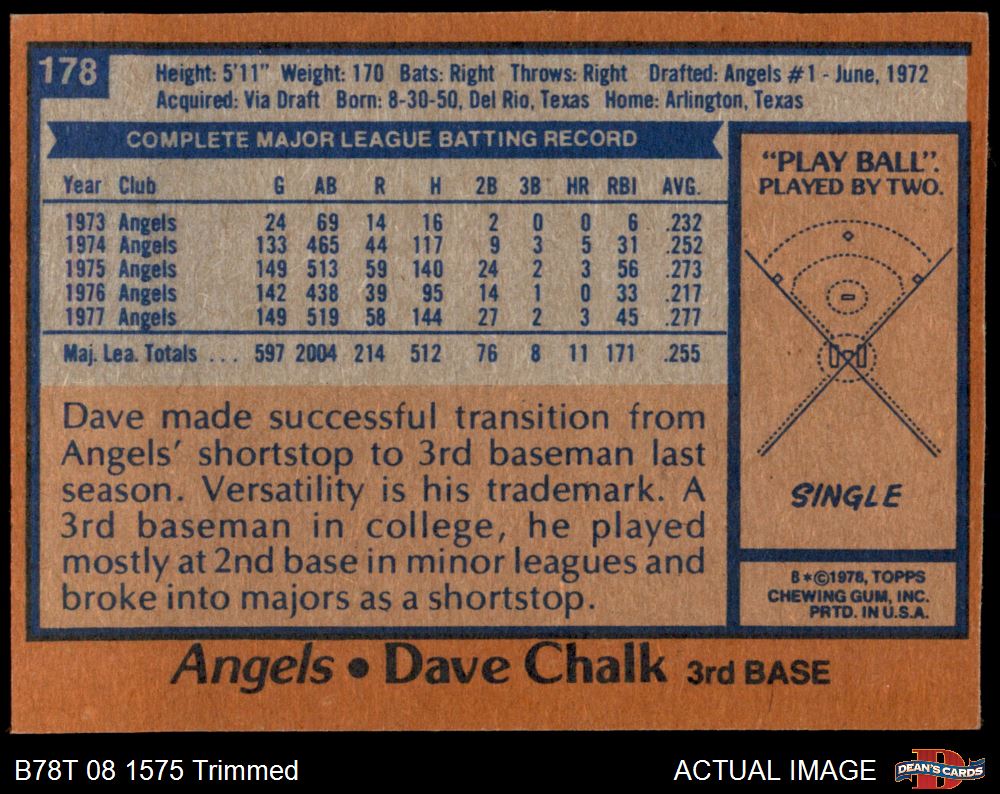 178
Height: 5'11" Weight: 170 Bats: Right Throws: Right Drafted: Angels #1 - June, 1972
Acquired: Via Draft Born: 8-30-50, Del Rio, Texas Home: Arlington, Texas
COMPLETE MAJOR LEAGUE BATTING RECORD
Year Club G AB R H 2B 3B HR RBI AVG.
1973 Angels 24 69 14 16 2 0 0 6 .232
1974 Angels 133 465 44 117 9 3 5 31 .252
1975 Angels 149 513 59 140 24 2 3 56 .273
1976 Angels 142 438 39 95 14 1 0 33 .217
1977 Angels 149 519 58 144 27 2 3 45 .277
Maj. Lea. Totals ... 597 2004 214 512 76 8 11 171 .255
Dave made successful transition from
Angels' shortstop to 3rd baseman last
season. Versatility is his trademark. A
3rd baseman in college, he played
mostly at 2nd base in minor leagues and
broke into majors as a shortstop.
"PLAY BALL".
PLAYED BY TWO.
SINGLE
8*©1978, TOPPS
CHEWING GUM, INC.
PRTD. IN U.S.A.
Angels • Dave Chalk 3rd BASE
B78T 08 1575 Trimmed
ACTUAL IMAGE
DEAN'S CARDS